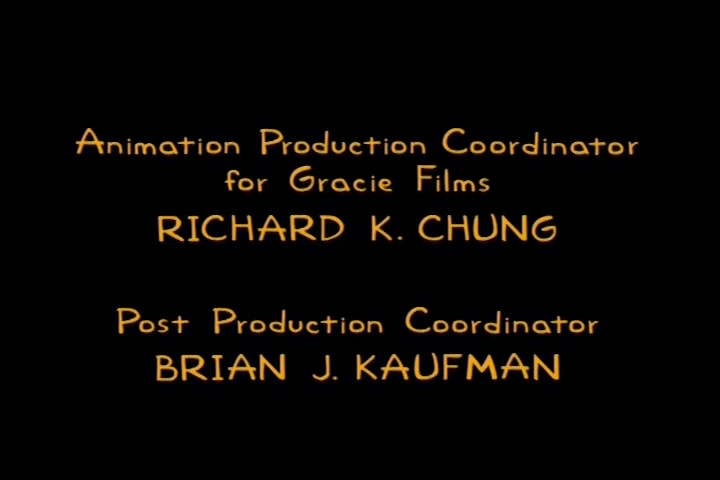 Animation Production Coordinator
for Gracie Films
RICHARD K. CHUNG
Post Production Coordinator
BRIAN J. KAUFMAN